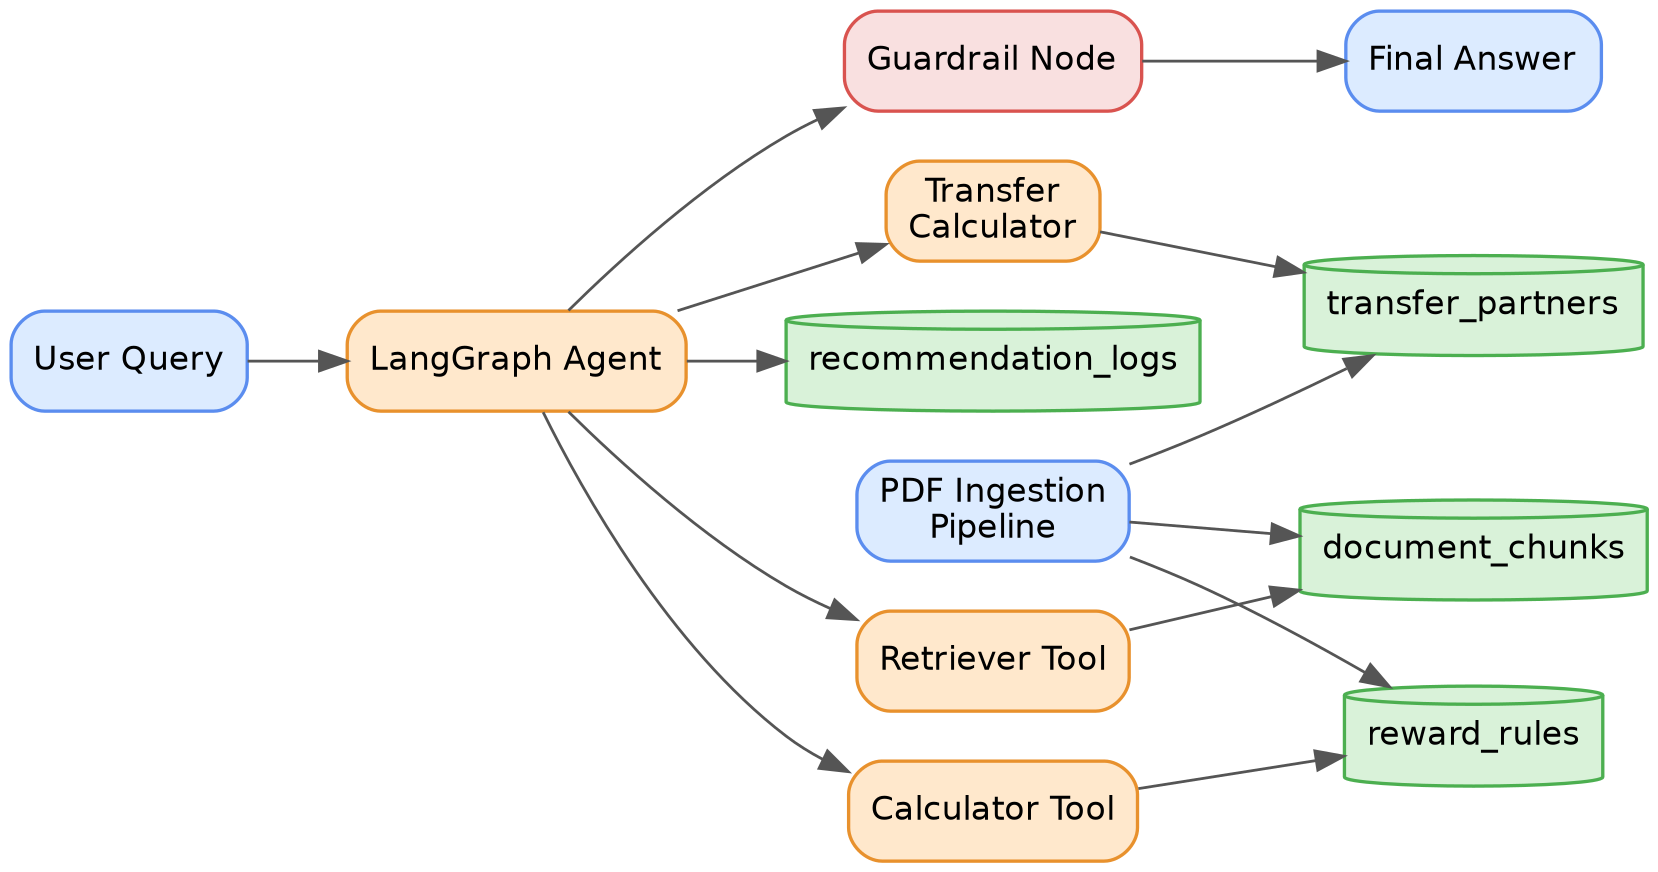 Guardrail Node
Final Answer
Transfer
Calculator
transfer_partners
User Query
LangGraph Agent
recommendation_logs
PDF Ingestion
Pipeline
document_chunks
Retriever Tool
reward_rules
Calculator Tool